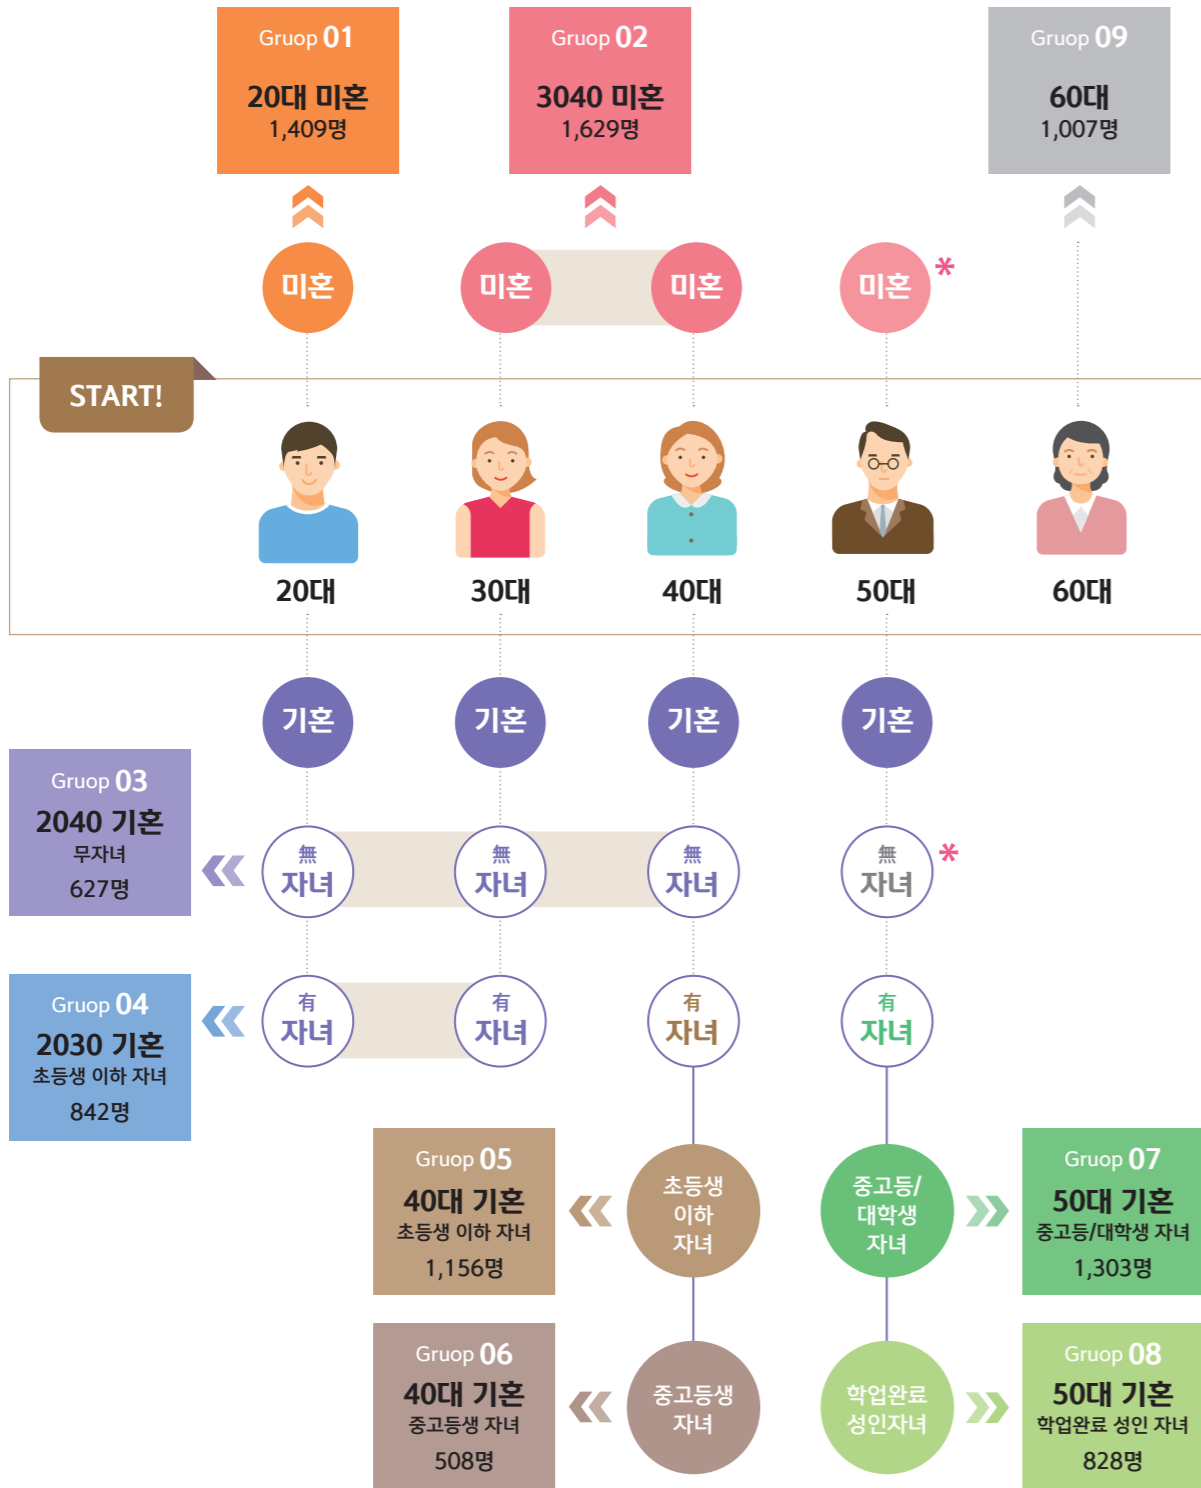 Gruop 01
20대 미혼
1,409명
Gruop 02
3040 미혼
1,629명
Gruop 09
60대
1,007명
미혼
미혼
미혼
미혼 *
START!
20대
30대
40대
50대
60대
기혼
기혼
기혼
기혼
Gruop 03
2040 기혼
무자녀
627명
無
자녀
無
자녀
無
자녀
無
자녀 *
Gruop 04
2030 기혼
초등생 이하 자녀
842명
有
자녀
有
자녀
有
자녀
有
자녀
Gruop 05
40대 기혼
초등생 이하 자녀
1,156명
초등생
이하
자녀
중고등/
대학생
자녀
Gruop 07
50대 기혼
중고등/대학생 자녀
1,303명
Gruop 06
40대 기혼
중고등생 자녀
508명
중고등생
자녀
학업완료
성인자녀
Gruop 08
50대 기혼
학업완료 성인 자녀
828명